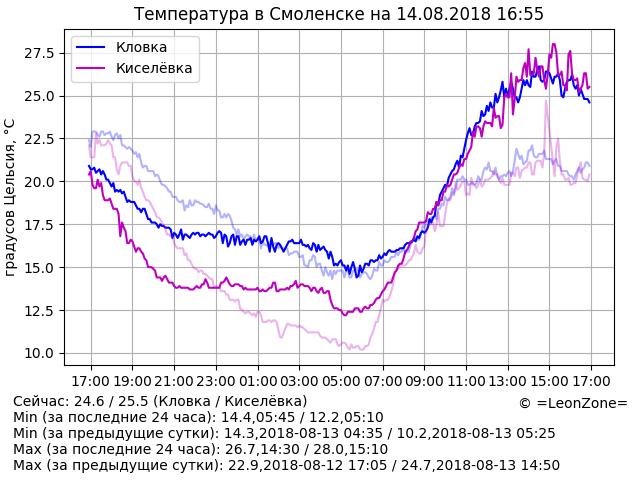 Температура в Смоленске на 14.08.2018 16:55
Кловка
Киселёвка
градусов Цельсия, °C
27.5
25.0
22.5
20.0
17.5
15.0
12.5
10.0
17:00 19:00 21:00 23:00 01:00 03:00 05:00 07:00 09:00 11:00 13:00 15:00 17:00
Сейчас: 24.6 / 25.5 (Кловка / Киселёвка)
© =LeonZone=
Min (за последние 24 часа): 14.4,05:45 / 12.2,05:10
Min (за предыдущие сутки): 14.3,2018-08-13 04:35 / 10.2,2018-08-13 05:25
Max (за последние 24 часа): 26.7,14:30 / 28.0,15:10
Max (за предыдущие сутки): 22.9,2018-08-12 17:05 / 24.7,2018-08-13 14:50